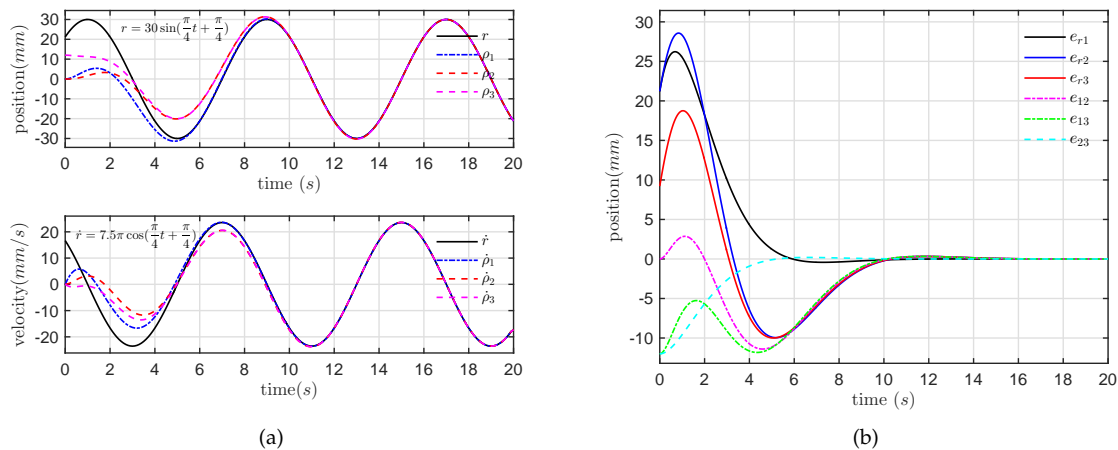 30
20
10
0
-10
-20
-30
position(mm)
r = 30 sin(π/4 t + π/4)
r
ρ1
ρ2
ρ3
0 2 4 6 8 10 12 14 16 18 20
time (s)
20
10
0
-10
-20
velocity(mm/s)
ṙ = 7.5π cos(π/4 t + π/4)
ṙ
ρ̇1
ρ̇2
ρ̇3
0 2 4 6 8 10 12 14 16 18 20
time(s)
(a)
30
25
20
15
10
5
0
-5
-10
position(mm)
er1
er2
er3
e12
e13
e23
0 2 4 6 8 10 12 14 16 18 20
time (s)
(b)